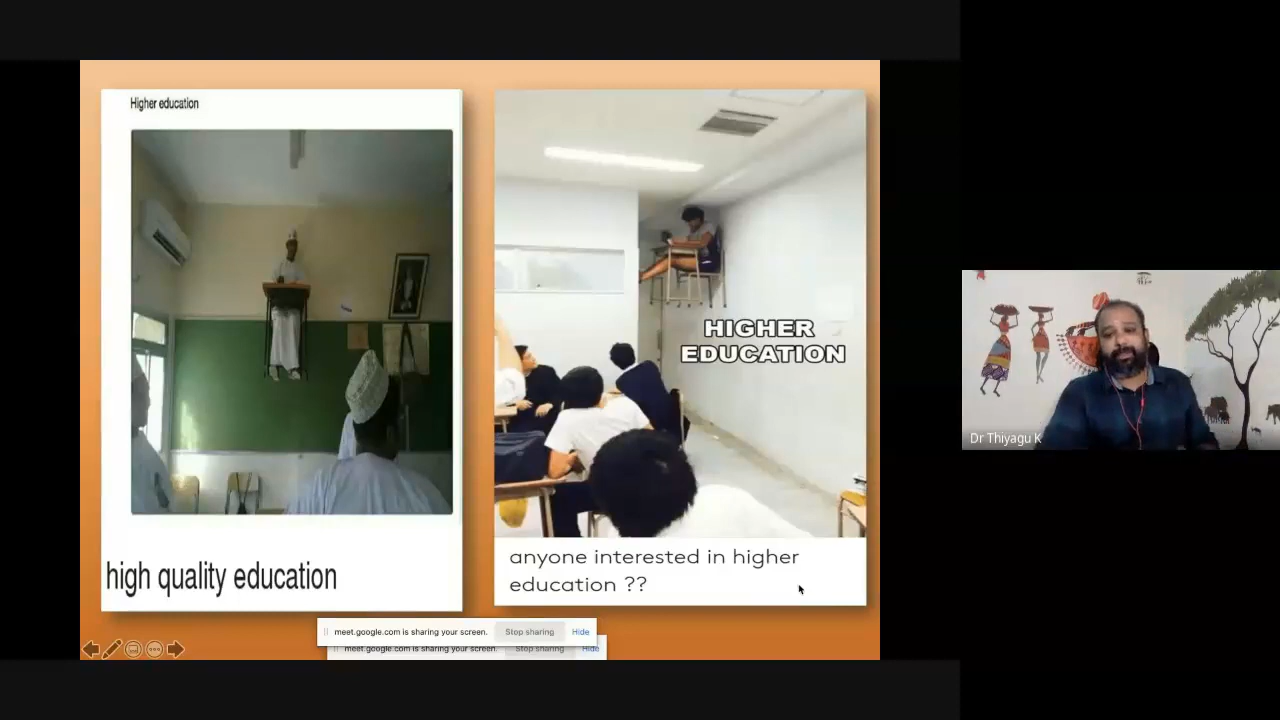 Higher education
high quality education
HIGHER
EDUCATION
anyone interested in higher
education ??
meet.google.com is sharing your screen. Stop sharing Hide
meet.google.com is sharing your screen. Stop sharing Hide
Dr Thiyagu K